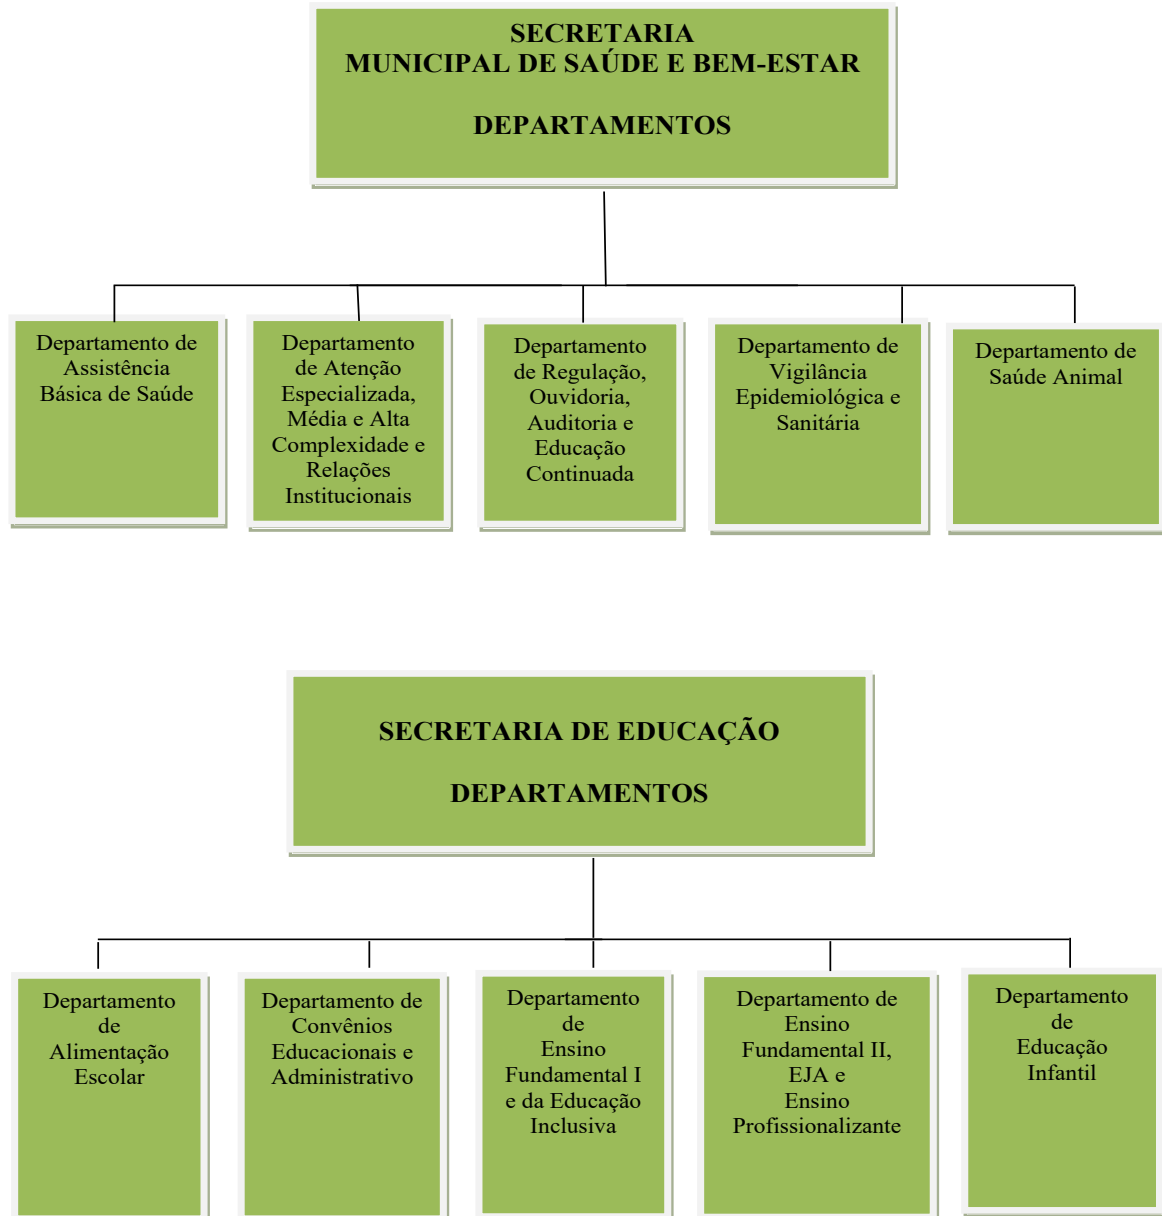 SECRETARIA
MUNICIPAL DE SAÚDE E BEM-ESTAR
DEPARTAMENTOS
Departamento de
Assistência
Básica de Saúde
Departamento
de Atenção
Especializada,
Média e Alta
Complexidade e
Relações
Institucionais
Departamento
de Regulação,
Ouvidoria,
Auditoria e
Educação
Continuada
Departamento de
Vigilância
Epidemiológica e
Sanitária
Departamento de
Saúde Animal
SECRETARIA DE EDUCAÇÃO
DEPARTAMENTOS
Departamento
de
Alimentação
Escolar
Departamento de
Convênios
Educacionais e
Administrativo
Departamento
de
Ensino
Fundamental I
e da Educação
Inclusiva
Departamento de
Ensino
Fundamental II,
EJA e
Ensino
Profissionalizante
Departamento
de
Educação
Infantil